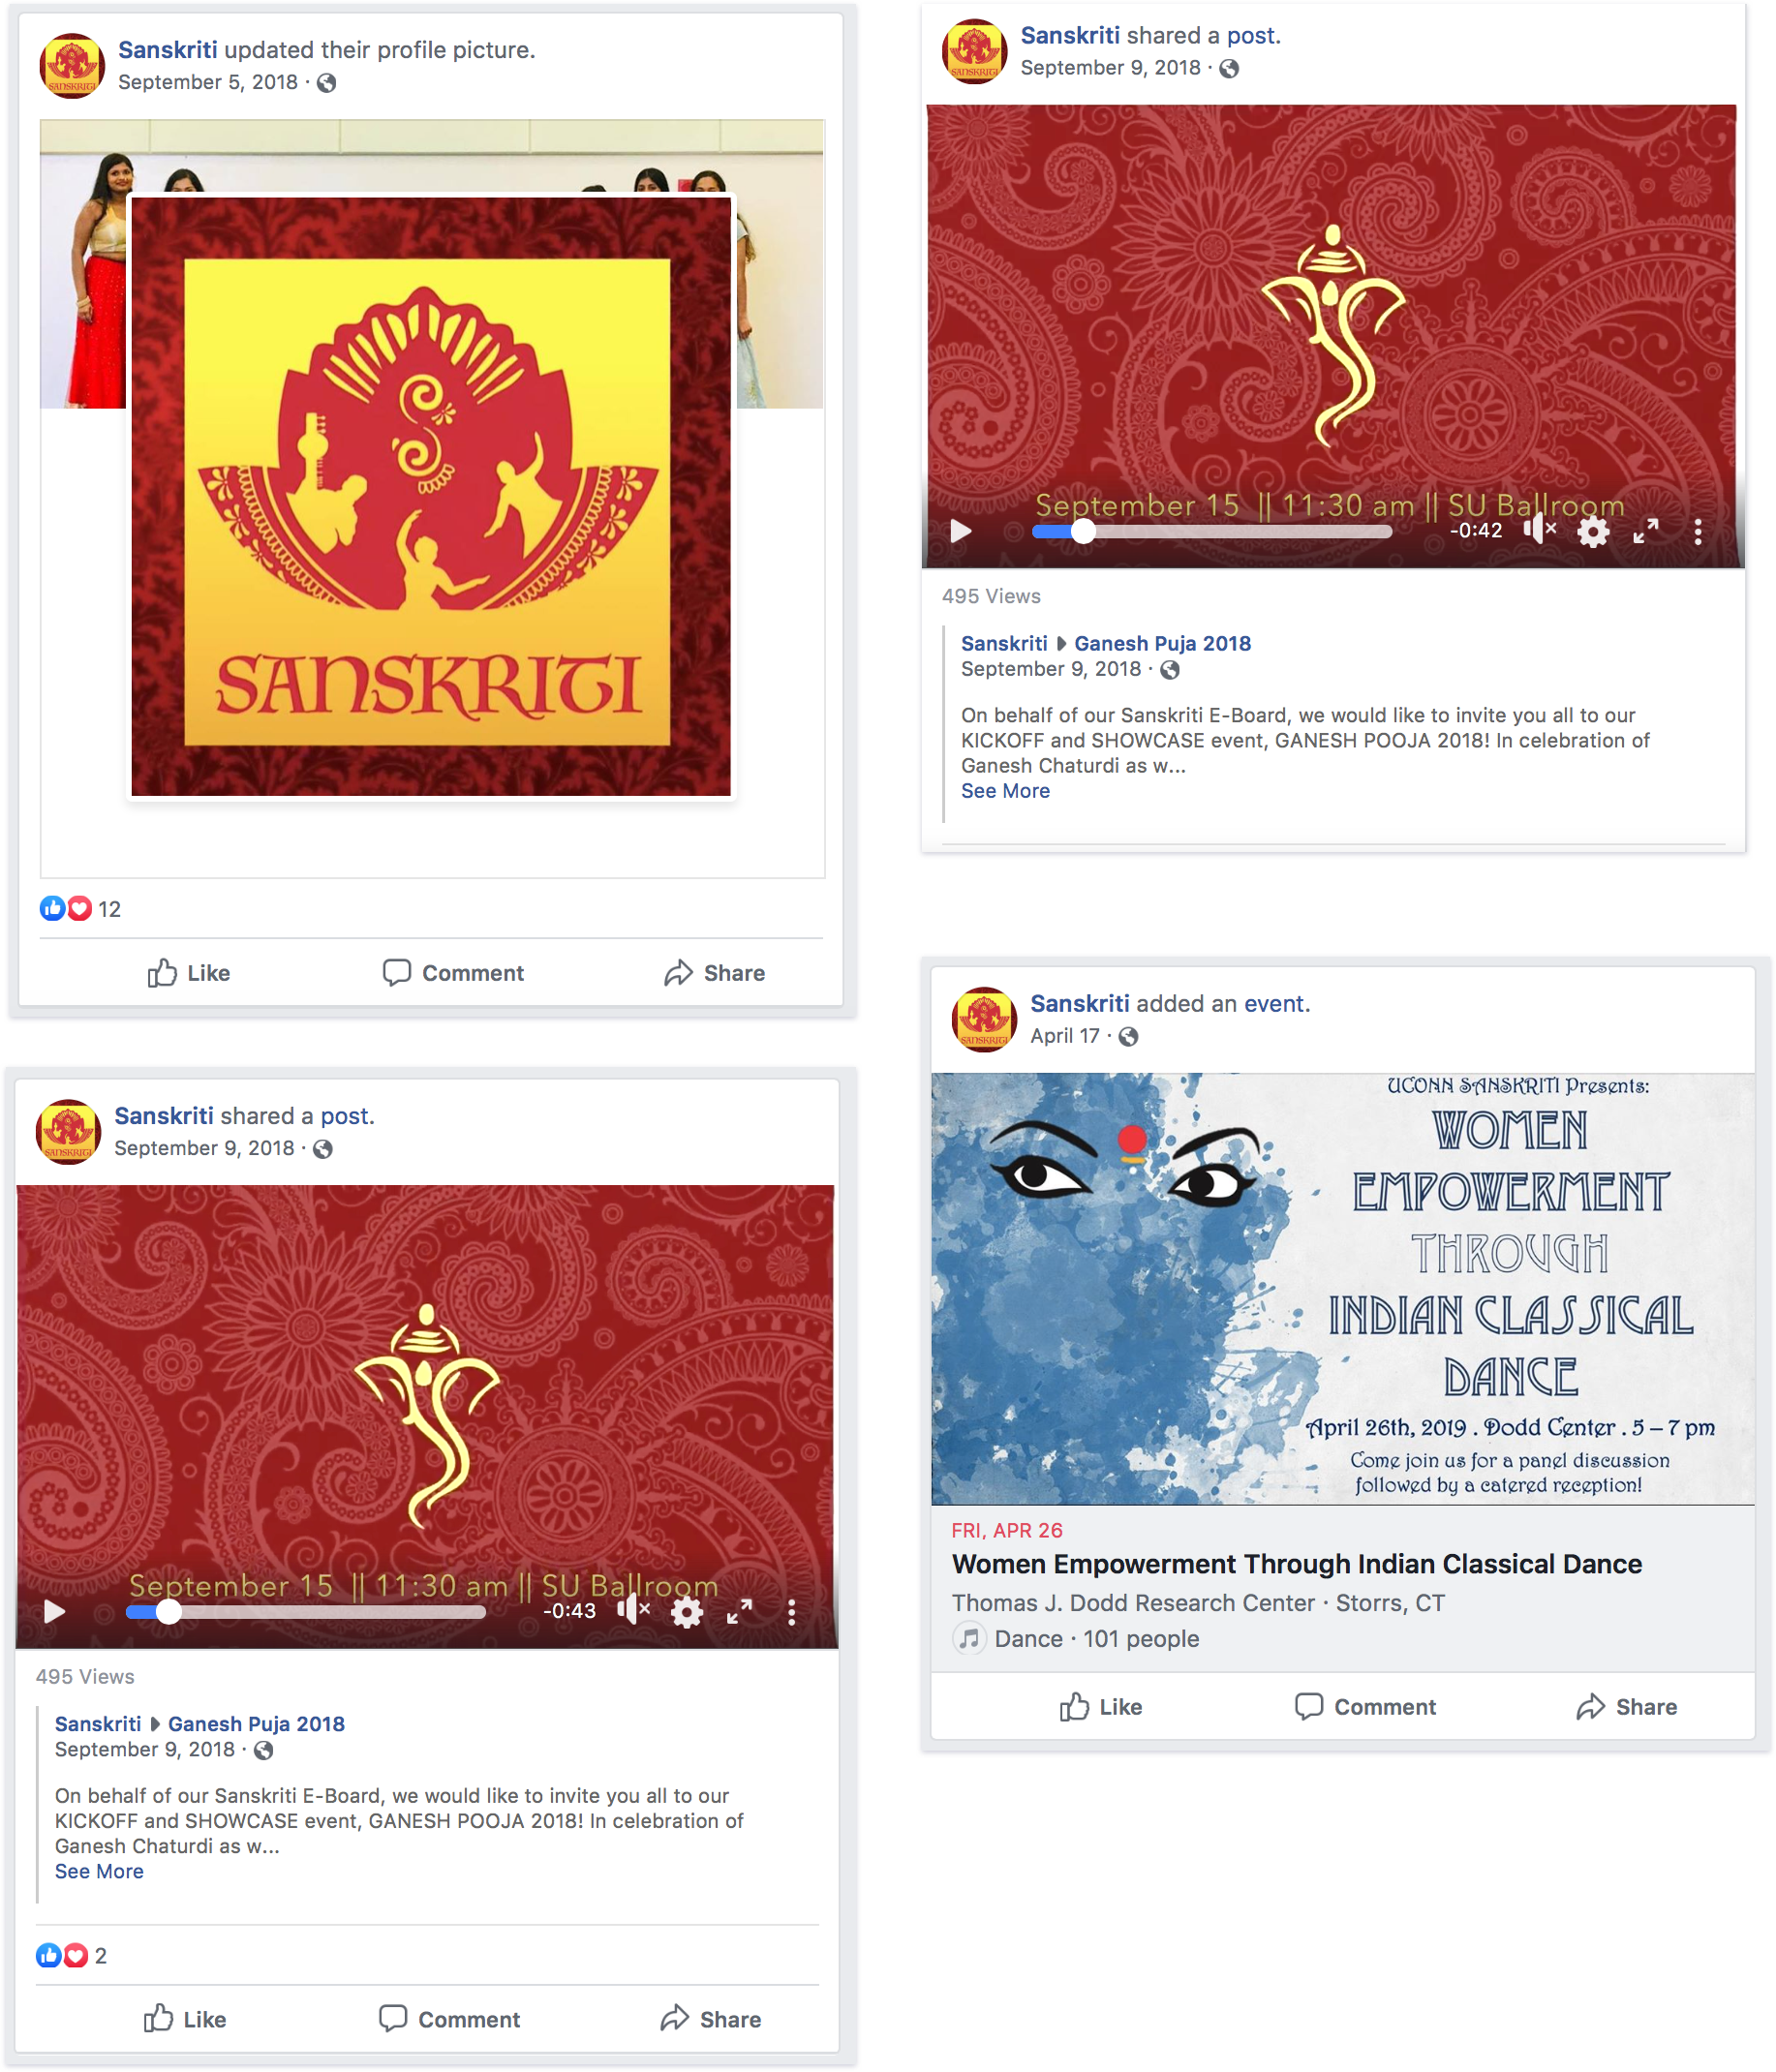 Sanskriti updated their profile picture.
September 5, 2018 ·
SANSKRITI
SANSKRITI
12
Like Comment Share
Sanskriti shared a post.
September 9, 2018 ·
SANSKRITI
September 15 || 11:30 am || SU Ballroom
-0:43
495 Views
Sanskriti Ganesh Puja 2018
September 9, 2018 ·
On behalf of our Sanskriti E-Board, we would like to invite you all to our
KICKOFF and SHOWCASE event, GANESH POOJA 2018! In celebration of
Ganesh Chaturdi as w...
See More
2
Like Comment Share
Sanskriti shared a post.
September 9, 2018 ·
SANSKRITI
September 15 || 11:30 am || SU Ballroom
-0:42
495 Views
Sanskriti Ganesh Puja 2018
September 9, 2018 ·
On behalf of our Sanskriti E-Board, we would like to invite you all to our
KICKOFF and SHOWCASE event, GANESH POOJA 2018! In celebration of
Ganesh Chaturdi as w...
See More
Sanskriti added an event.
April 17 ·
SANSKRITI
UCONN SANSKRITI Presents:
WOMEN
EMPOWERMENT
THROUGH
INDIAN CLASSICAL
DANCE
April 26th, 2019 . Dodd Center . 5 – 7 pm
Come join us for a panel discussion
followed by a catered reception!
FRI, APR 26
Women Empowerment Through Indian Classical Dance
Thomas J. Dodd Research Center · Storrs, CT
Dance · 101 people
Like Comment Share